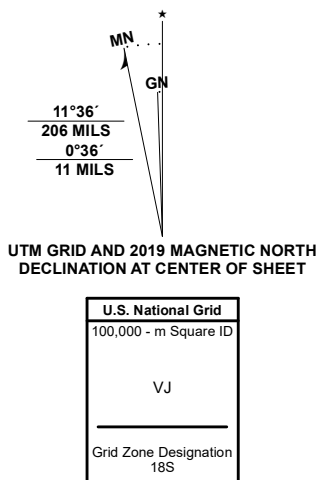 MN
GN
11°36´
206 MILS
0°36´
11 MILS
UTM GRID AND 2019 MAGNETIC NORTH
DECLINATION AT CENTER OF SHEET
U.S. National Grid
100,000 - m Square ID
VJ
Grid Zone Designation
18S